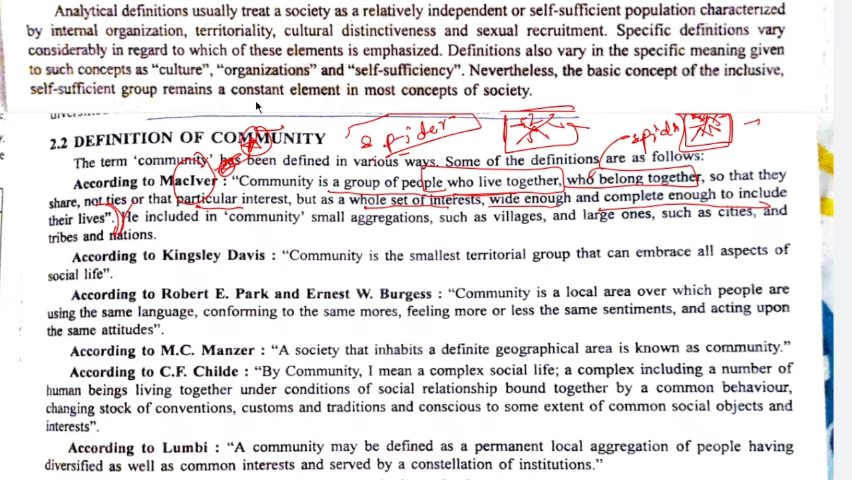 Analytical definitions usually treat a society as a relatively independent or self-sufficient population characterized
by internal organization, territoriality, cultural distinctiveness and sexual recruitment. Specific definitions vary
considerably in regard to which of these elements is emphasized. Definitions also vary in the specific meaning given
to such concepts as "culture", "organizations" and "self-sufficiency". Nevertheless, the basic concept of the inclusive,
self-sufficient group remains a constant element in most concepts of society.
spider
2.2 DEFINITION OF COMMUNITY
The term 'community' has been defined in various ways. Some of the definitions are as follows:
According to MacIver : "Community is a group of people who live together, who belong together, so that they
share, not ties or that particular interest, but as a whole set of interests, wide enough and complete enough to include
their lives". He included in 'community' small aggregations, such as villages, and large ones, such as cities, and
tribes and nations.
According to Kingsley Davis : "Community is the smallest territorial group that can embrace all aspects of
social life".
According to Robert E. Park and Ernest W. Burgess : "Community is a local area over which people are
using the same language, conforming to the same mores, feeling more or less the same sentiments, and acting upon
the same attitudes".
According to M.C. Manzer : "A society that inhabits a definite geographical area is known as community."
According to C.F. Childe : "By Community, I mean a complex social life; a complex including a number of
human beings living together under conditions of social relationship bound together by a common behaviour,
changing stock of conventions, customs and traditions and conscious to some extent of common social objects and
interests".
According to Lumbi : "A community may be defined as a permanent local aggregation of people having
diversified as well as common interests and served by a constellation of institutions."